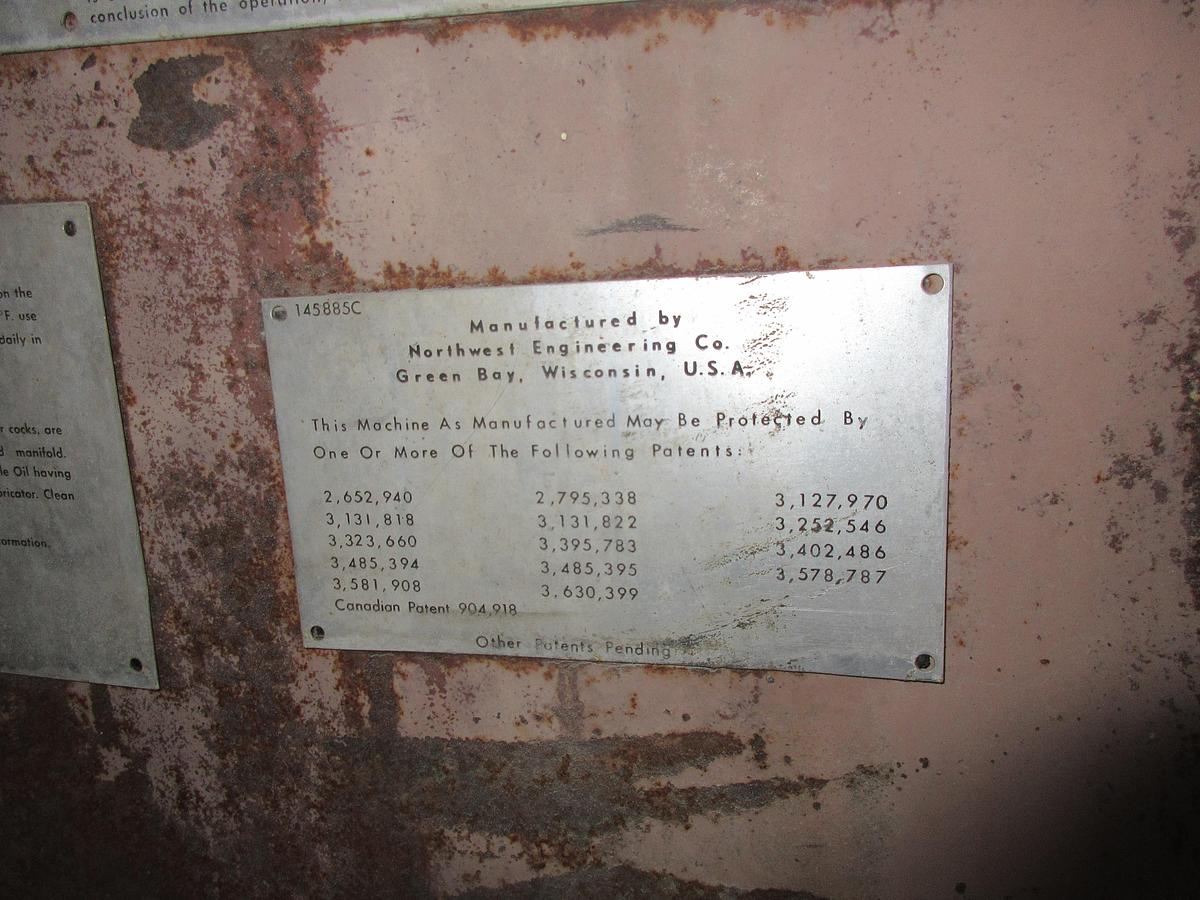 conclusion of the operation,
on the
°F. use
daily in
r cocks, are
d manifold.
le Oil having
bricator. Clean
ormation.
145885C
Manufactured by
Northwest Engineering Co.
Green Bay, Wisconsin, U.S.A.
This Machine As Manufactured May Be Protected By
One Or More Of The Following Patents:
2,652,940 2,795,338 3,127,970
3,131,818 3,131,822 3,252,546
3,323,660 3,395,783 3,402,486
3,485,394 3,485,395 3,578,787
3,581,908 3,630,399
Canadian Patent 904,918
Other Patents Pending